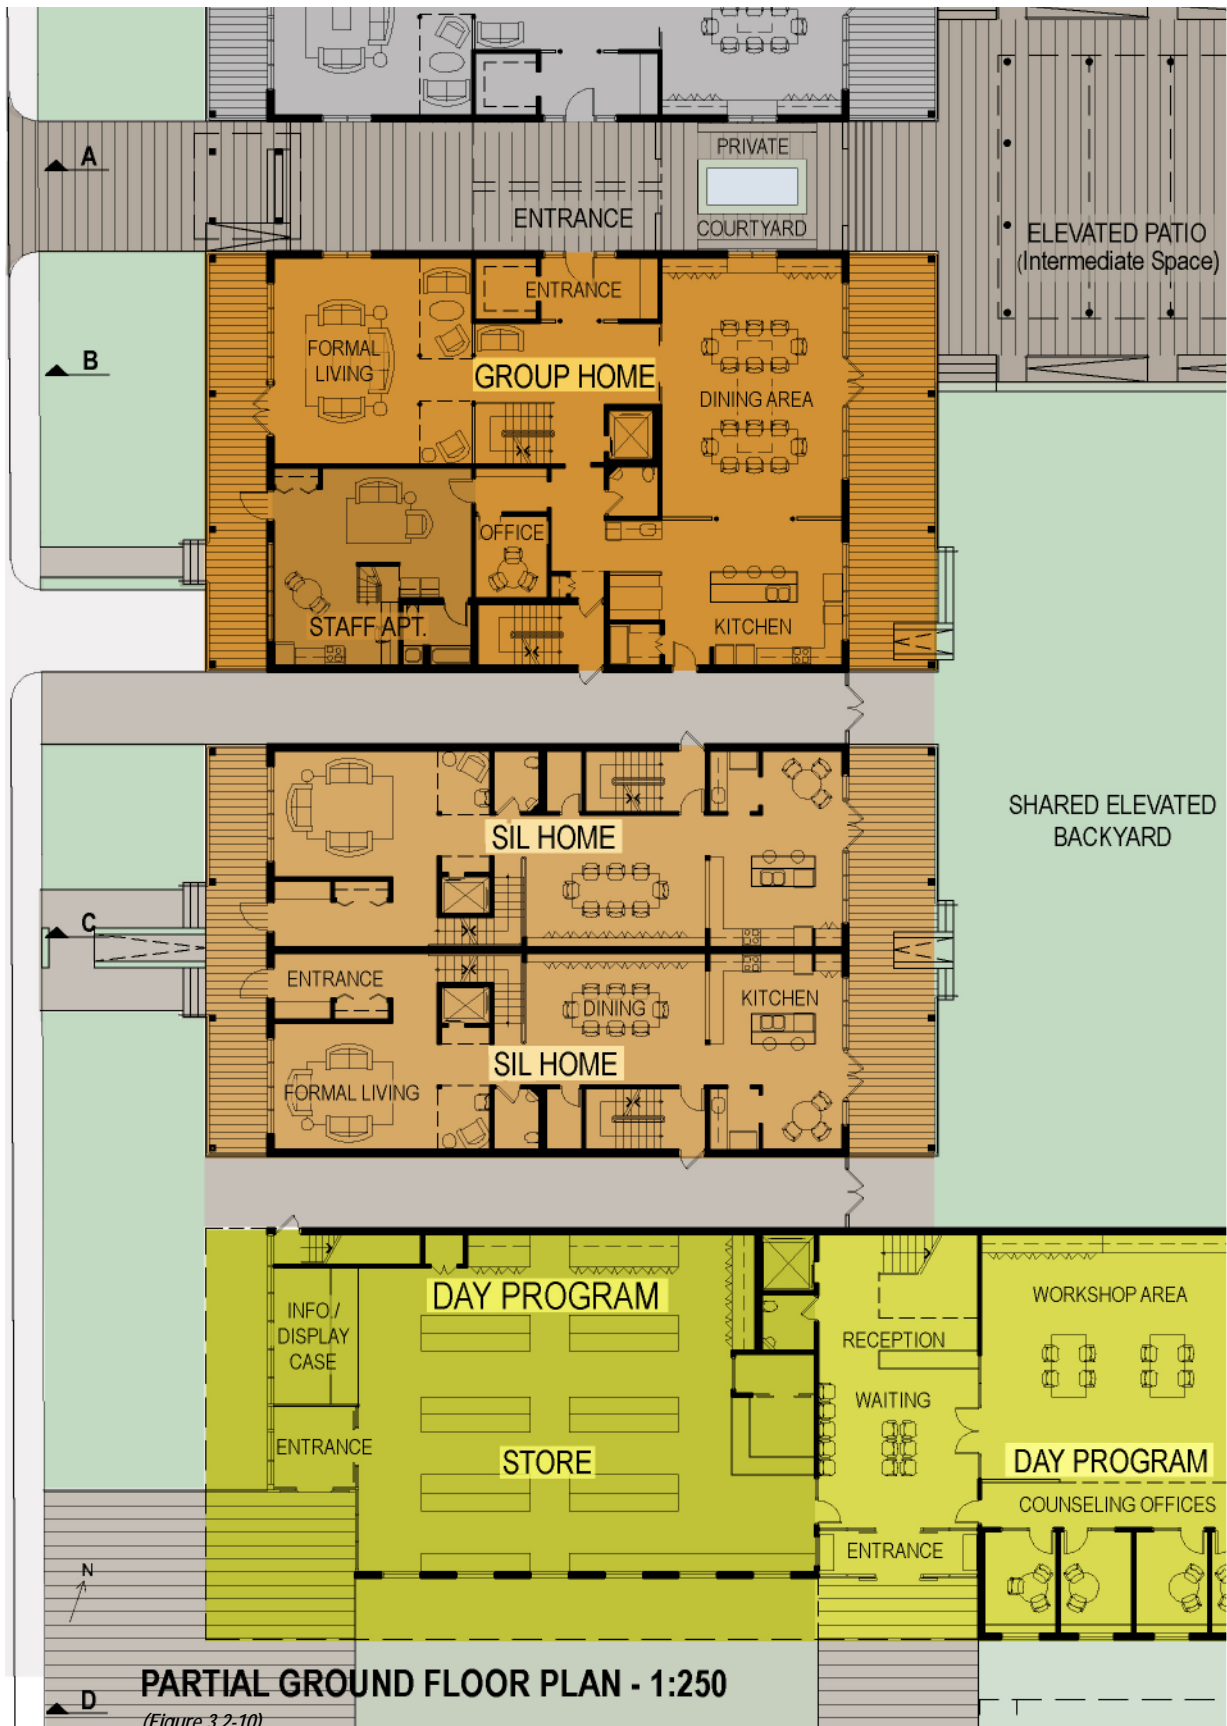 A
PRIVATE
ENTRANCE
COURTYARD
ELEVATED PATIO
(Intermediate Space)
ENTRANCE
B
FORMAL
LIVING
GROUP HOME
DINING AREA
OFFICE
STAFF APT.
KITCHEN
SHARED ELEVATED
BACKYARD
SIL HOME
C
ENTRANCE
DINING
KITCHEN
SIL HOME
FORMAL LIVING
DAY PROGRAM
INFO /
DISPLAY
CASE
RECEPTION
WORKSHOP AREA
WAITING
ENTRANCE
STORE
DAY PROGRAM
COUNSELING OFFICES
ENTRANCE
N
PARTIAL GROUND FLOOR PLAN - 1:250
D
(Figure 3.2-10)